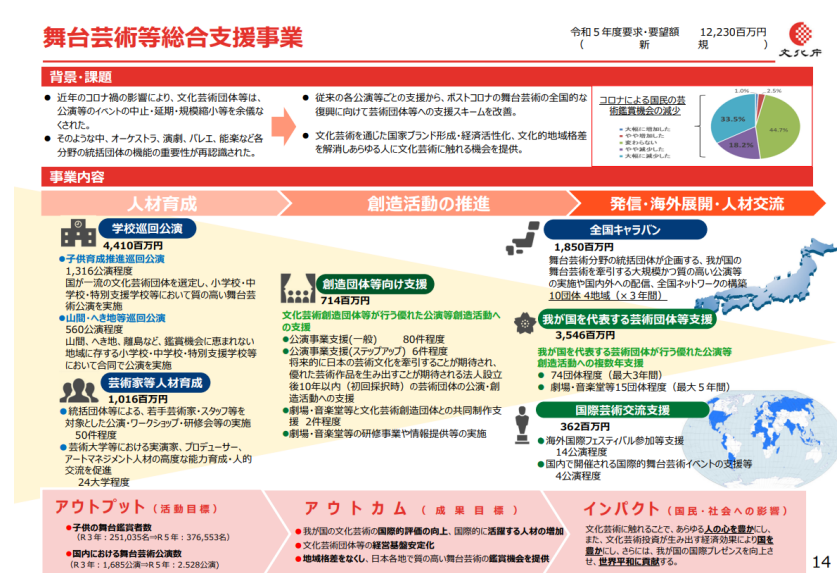 舞台芸術等総合支援事業
令和５年度要求・要望額　12,230百万円
（　新　規　）
文化庁
背景・課題
● 近年のコロナ禍の影響により、文化芸術団体等は、
公演等のイベントの中止・延期・規模縮小等を余儀な
くされた。
● そのような中、オーケストラ、演劇、バレエ、能楽など各
分野の統括団体の機能の重要性が再認識された。
● 従来の各公演等ごとの支援から、ポストコロナの舞台芸術の全国的な
復興に向けて芸術団体等への支援スキームを改善。
● 文化芸術を通じた国家ブランド形成・経済活性化、文化的地域格差
を解消しあらゆる人に文化芸術に触れる機会を提供。
コロナによる国民の芸
術鑑賞機会の減少
1.0%
2.5%
33.5%
44.7%
18.2%
■ 大幅に増加した
■ やや増加した
■ 変わらない
■ やや減少した
■ 大幅に減少した
事業内容
人材育成
創造活動の推進
発信・海外展開・人材交流
学校巡回公演
4,410百万円
●子供育成推進巡回公演
1,316公演程度
国が一流の文化芸術団体を選定し、小学校・中
学校・特別支援学校等において質の高い舞台芸
術公演を実施
●山間・へき地等巡回公演
560公演程度
山間、へき地、離島など、鑑賞機会に恵まれない
地域に存する小学校・中学校・特別支援学校等
において合同で公演を実施
芸術家等人材育成
1,016百万円
●統括団体等による、若手芸術家・スタッフ等を
対象とした公演・ワークショップ・研修会等の実施
50件程度
●芸術大学等における実演家、プロデューサー、
アートマネジメント人材の高度な能力育成・人的
交流を促進
24大学程度
創造団体等向け支援
714百万円
文化芸術創造団体等が行う優れた公演等創造活動へ
の支援
●公演事業支援（一般）　80件程度
●公演事業支援（ステップアップ）　6件程度
将来的に日本の芸術文化を牽引することが期待され、
優れた芸術作品を生み出すことが期待される法人設立
後10年以内（初回採択時）の芸術団体の公演・創
造活動への支援
●劇場・音楽堂等と文化芸術創造団体との共同制作支
援　2件程度
●劇場・音楽堂等の研修事業や情報提供等の実施
全国キャラバン
1,850百万円
舞台芸術分野の統括団体が企画する、我が国の
舞台芸術を牽引する大規模かつ質の高い公演等
の実施や国内外への配信、全国ネットワークの構築
10団体 4地域（×３年間）
我が国を代表する芸術団体等支援
3,546百万円
我が国を代表する芸術団体が行う優れた公演等
創造活動への複数年支援
● 74団体程度（最大3年間）
● 劇場・音楽堂等15団体程度（最大５年間）
国際芸術交流支援
362百万円
●海外国際フェスティバル参加等支援
14公演程度
●国内で開催される国際的舞台芸術イベントの支援等
4公演程度
アウトプット（活動目標）
●子供の舞台鑑賞者数
（R３年：251,035名⇒R５年：376,553名）
●国内における舞台芸術公演数
（R３年：1,685公演⇒R５年：2.528公演）
アウトカム（成果目標）
●我が国の文化芸術の国際的評価の向上、国際的に活躍する人材の増加
●文化芸術団体等の経営基盤安定化
●地域格差をなくし、日本各地で質の高い舞台芸術の鑑賞機会を提供
インパクト（国民・社会への影響）
文化芸術に触れることで、あらゆる人の心を豊かにし、
また、文化芸術投資が生み出す経済効果により国を
豊かにし、さらには、我が国の国際プレゼンスを向上さ
せ、世界平和に貢献する。
14